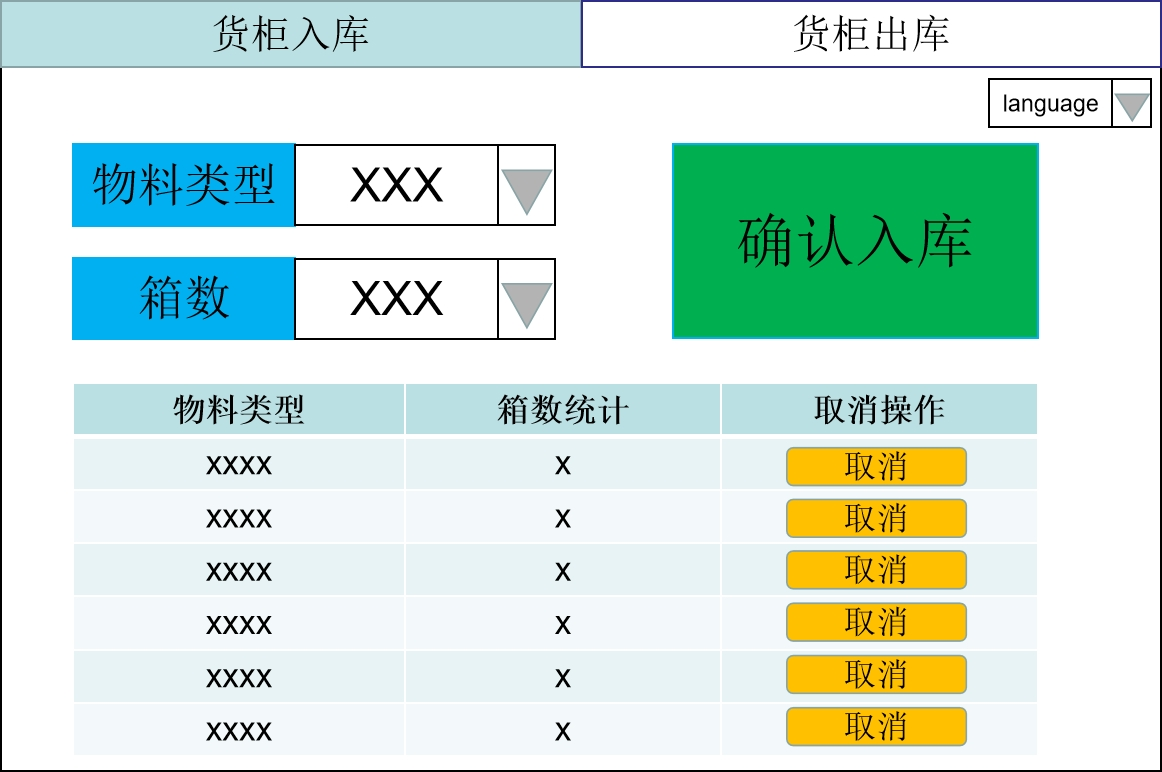 货柜入库
货柜出库
language
物料类型 XXX
确认入库
箱数 XXX
物料类型 箱数统计 取消操作
xxxx x 取消
xxxx x 取消
xxxx x 取消
xxxx x 取消
xxxx x 取消
xxxx x 取消